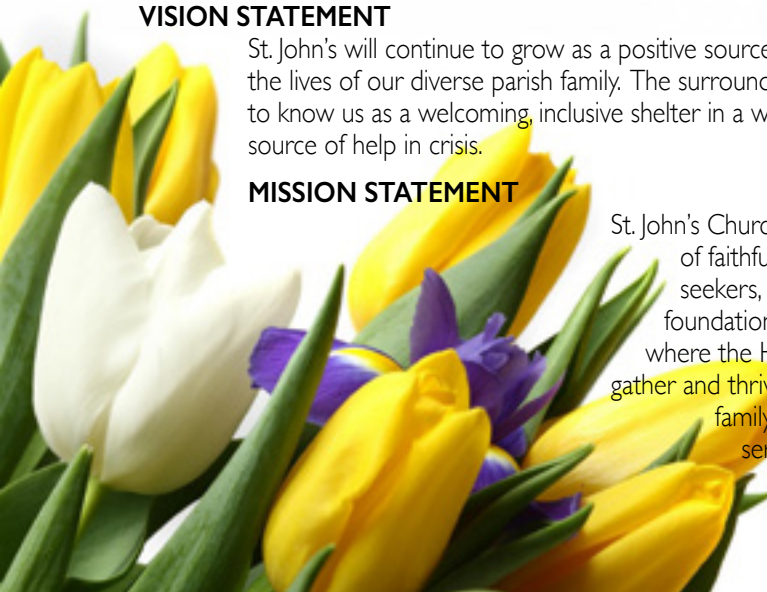 VISION STATEMENT
St. John's will continue to grow as a positive source
the lives of our diverse parish family. The surround
to know us as a welcoming, inclusive shelter in a w
source of help in crisis.
MISSION STATEMENT
St. John's Churc
of faithfu
seekers,
foundation
where the H
gather and thriv
family
ser